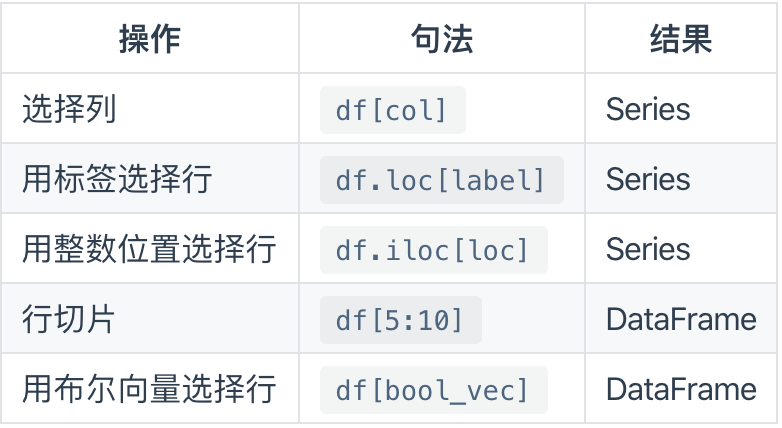 操作 句法 结果
选择列 df[col] Series
用标签选择行 df.loc[label] Series
用整数位置选择行 df.iloc[loc] Series
行切片 df[5:10] DataFrame
用布尔向量选择行 df[bool_vec] DataFrame